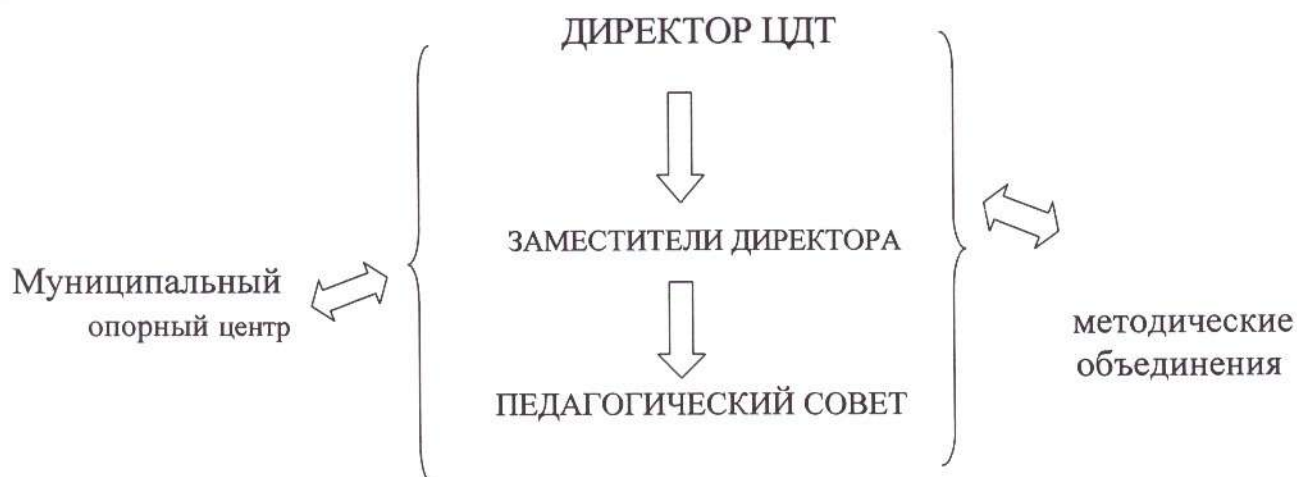 ДИРЕКТОР ЦДТ
ЗАМЕСТИТЕЛИ ДИРЕКТОРА
Муниципальный
опорный центр
методические
объединения
ПЕДАГОГИЧЕСКИЙ СОВЕТ